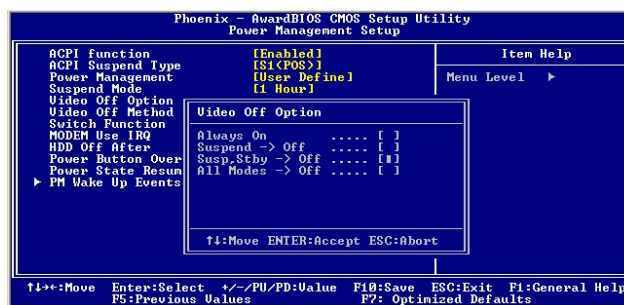 Phoenix - AwardBIOS CMOS Setup Utility
Power Management Setup
ACPI function [Enabled]
ACPI Suspend Type [S1(POS)]
Power Management [User Define]
Suspend Mode [1 Hour]
Video Off Option
Video Off Method
Switch Function
MODEM Use IRQ
HDD Off After
Power Button Over
Power State Resum
► PM Wake Up Events
Video Off Option
Always On ..... [ ]
Suspend -> Off ..... [ ]
Susp,Stby -> Off ..... [■]
All Modes -> Off ..... [ ]
↑↓:Move ENTER:Accept ESC:Abort
Item Help
Menu Level ►
↑↓→←:Move Enter:Select +/-/PU/PD:Value F10:Save ESC:Exit F1:General Help
F5:Previous Values F7: Optimized Defaults